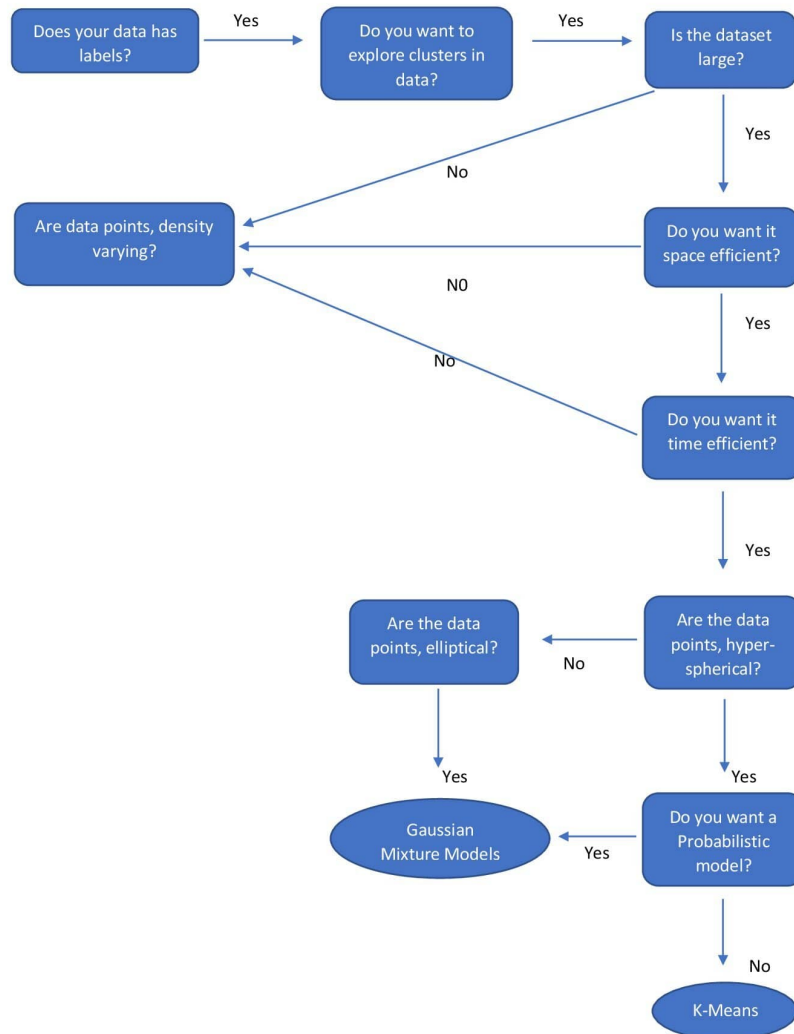 Does your data has
labels?
Yes
Do you want to
explore clusters in
data?
Yes
Is the dataset
large?
Yes
No
Are data points, density
varying?
Do you want it
space efficient?
N0
Yes
No
Do you want it
time efficient?
Yes
Are the data
points, elliptical?
Are the data
points, hyper-
spherical?
No
Yes
Yes
Gaussian
Mixture Models
Yes
Do you want a
Probabilistic
model?
No
K-Means